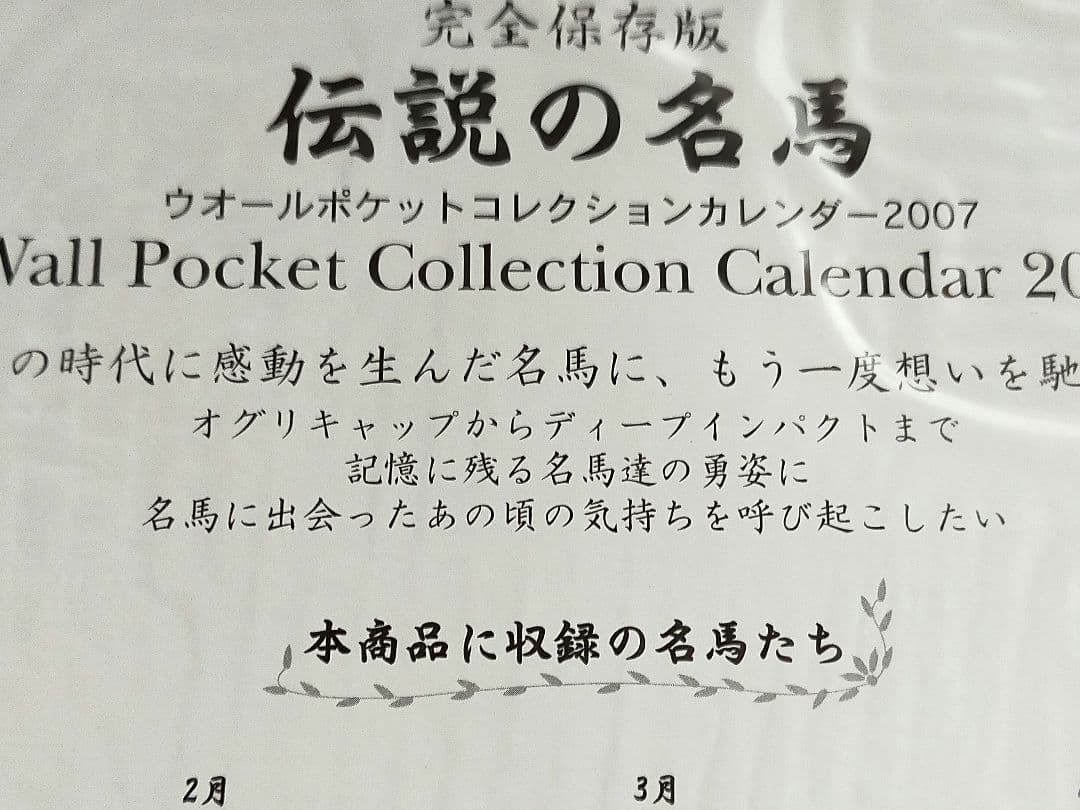 完全保存版
伝説の名馬
ウオールポケットコレクションカレンダー2007
Wall Pocket Collection Calendar 20
の時代に感動を生んだ名馬に、もう一度想いを馳
オグリキャップからディープインパクトまで
記憶に残る名馬達の勇姿に
名馬に出会ったあの頃の気持ちを呼び起こしたい
本商品に収録の名馬たち
2月 3月